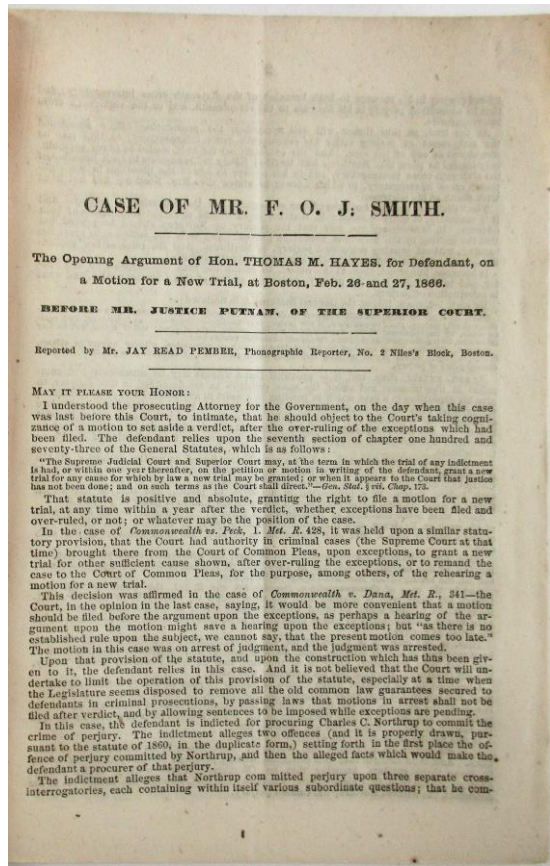 CASE OF MR. F. O. J. SMITH.
The Opening Argument of Hon. THOMAS M. HAYES. for Defendant, on
a Motion for a New Trial, at Boston, Feb. 26 and 27, 1866.
BEFORE MR. JUSTICE PUTNAM, OF THE SUPERIOR COURT.
Reported by Mr. JAY READ PEMBER, Phonographic Reporter, No. 2 Niles's Block, Boston.
MAY IT PLEASE YOUR HONOR:
I understood the prosecuting Attorney for the Government, on the day when this case
was last before this Court, to intimate, that he should object to the Court's taking cogni-
zance of a motion to set aside a verdict, after the over-ruling of the exceptions which had
been filed. The defendant relies upon the seventh section of chapter one hundred and
seventy-three of the General Statutes, which is as follows:
"The Supreme Judicial Court and Superior Court may, at the term in which the trial of any indictment
is had, or within one year thereafter, on the petition or motion in writing of the defendant, grant a new
trial for any cause for which by law a new trial may be granted; or when it appears to the Court that justice
has not been done; and on such terms as the Court shall direct."—Gen. Stat. § vii. Chap. 173.
That statute is positive and absolute, granting the right to file a motion for a new
trial, at any time within a year after the verdict, whether exceptions have been filed and
over-ruled, or not; or whatever may be the position of the case.
In the case of Commonwealth vs. Peck, 1. Met. R. 428, it was held upon a similar statu-
tory provision, that the Court had authority in criminal cases (the Supreme Court at that
time) brought there from the Court of Common Pleas, upon exceptions, to grant a new
trial for other sufficient cause shown, after over-ruling the exceptions, or to remand the
case to the Court of Common Pleas, for the purpose, among others, of the rehearing a
motion for a new trial.
This decision was affirmed in the case of Commonwealth v. Dana, Met. R., 341—the
Court, in the opinion in the last case, saying, it would be more convenient that a motion
should be filed before the argument upon the exceptions, as perhaps a hearing of the ar-
gument upon the motion might save a hearing upon the exceptions; but "as there is no
established rule upon the subject, we cannot say, that the present motion comes too late."
The motion in this case was on arrest of judgment, and the judgment was arrested.
Upon that provision of the statute, and upon the construction which has thus been giv-
en to it, the defendant relies in this case. And it is not believed that the Court will un-
dertake to limit the operation of this provision of the statute, especially at a time when
the Legislature seems disposed to remove all the old common law guarantees secured to
defendants in criminal prosecutions, by passing laws that motions in arrest shall not be
filed after verdict, and by allowing sentences to be imposed while exceptions are pending.
In this case, the defendant is indicted for procuring Charles C. Northrup to commit the
crime of perjury. The indictment alleges two offences (and it is properly drawn, pur-
suant to the statute of 1860, in the duplicate form,) setting forth in the first place the of-
fence of perjury committed by Northrup, and then the alleged facts which would make the
defendant a procurer of that perjury.
The indictment alleges that Northrup com mitted perjury upon three separate cross-
interrogatories, each containing within itself various subordinate questions; that he com-
1